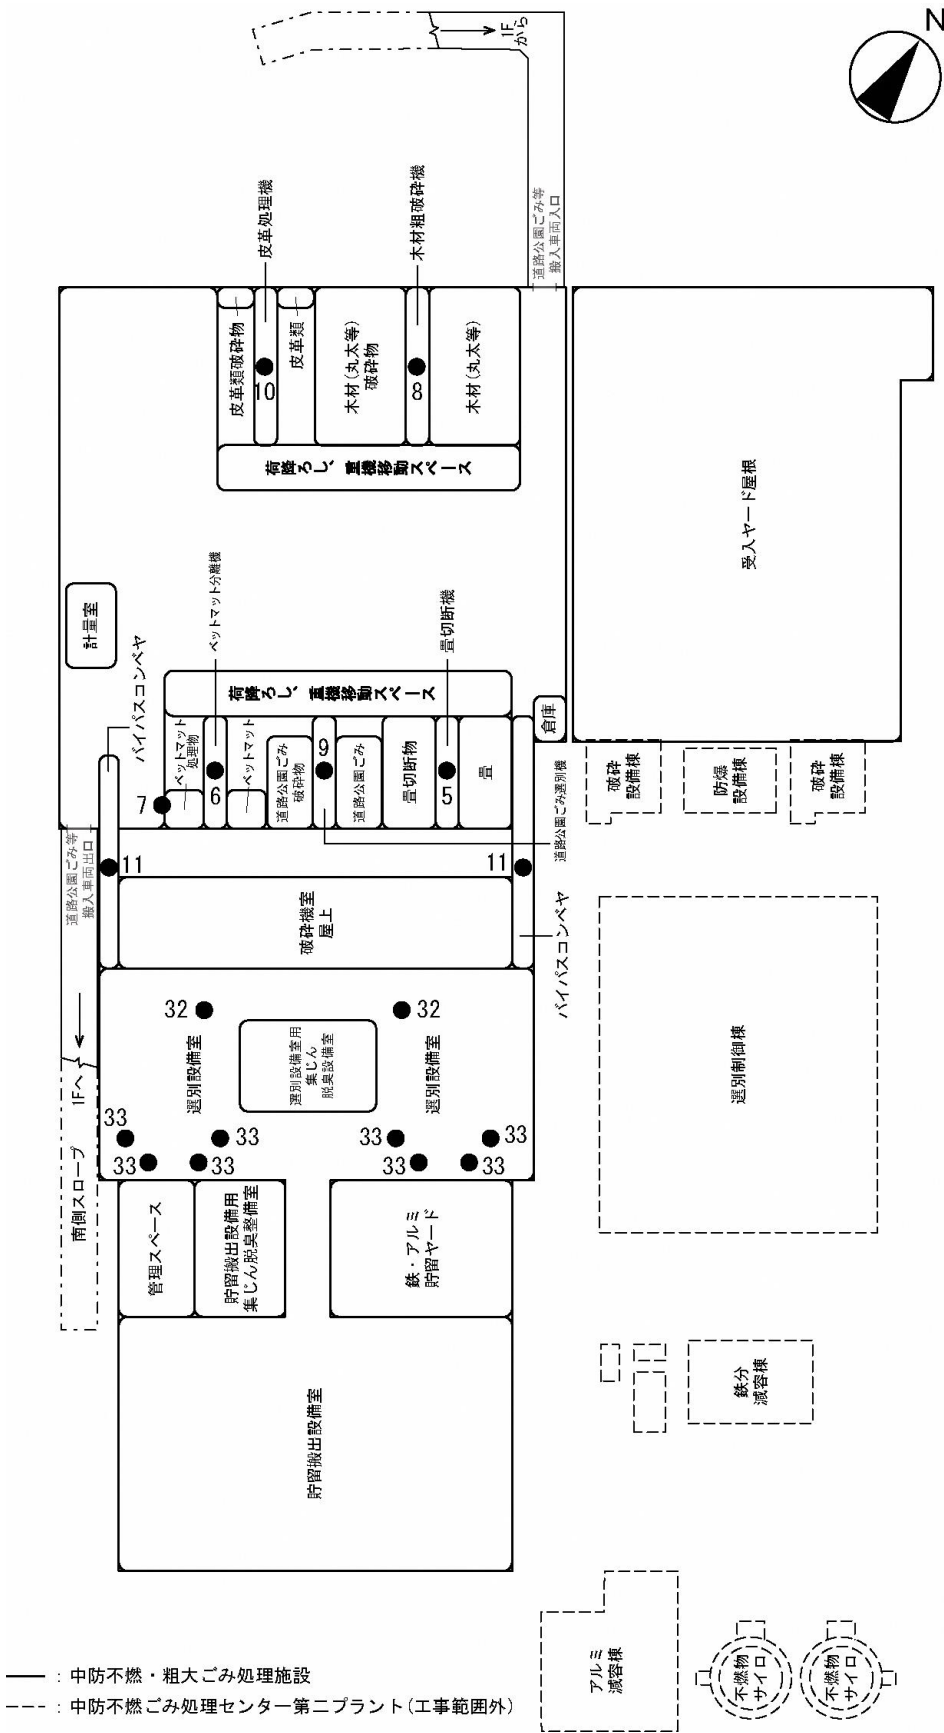 N
1F
から
道路公園ごみ等
搬入車両入口
皮革処理機
木材粗破砕機
皮革類破砕物
10
皮革類
木材(丸太等)
破砕物
8
木材(丸太等)
荷降ろし、重機移動スペース
受入ヤード屋根
計量室
バイパスコンベヤ
ベットマット分離機
畳切断機
荷降ろし、重機移動スペース
倉庫
7
ベットマット
処理物
6
ベットマット
道路公園ごみ
破砕物
9
道路公園ごみ
畳切断物
5
畳
道路公園ごみ選別機
破砕
設備棟
防爆
設備棟
破砕
設備棟
道路公園ごみ等
搬入車両出口
11
11
破砕機室
屋上
バイパスコンベヤ
1Fへ
南側スロープ
32
32
選別設備室
選別設備室用
集じん
脱臭設備室
選別設備室
選別制御棟
33
33
33
33
33
33
33
33
管理スペース
貯留搬出設備用
集じん脱臭整備室
鉄・アルミ
貯留ヤード
貯留搬出設備室
鉄分
減容棟
アルミ
減容棟
不燃物
サイロ
不燃物
サイロ
：中防不燃・粗大ごみ処理施設
：中防不燃ごみ処理センター第二プラント(工事範囲外)